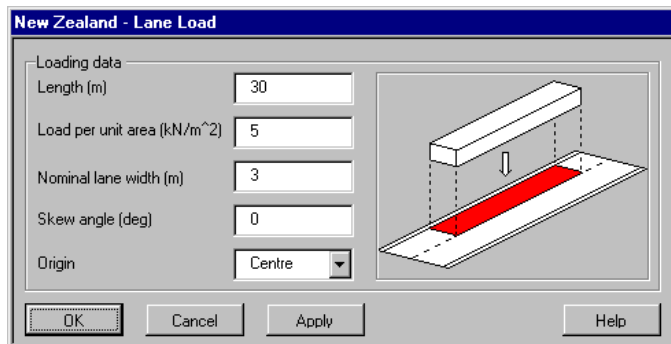 New Zealand - Lane Load
Loading data
Length (m) 30
Load per unit area (kN/m^2) 5
Nominal lane width (m) 3
Skew angle (deg) 0
Origin Centre
OK Cancel Apply Help